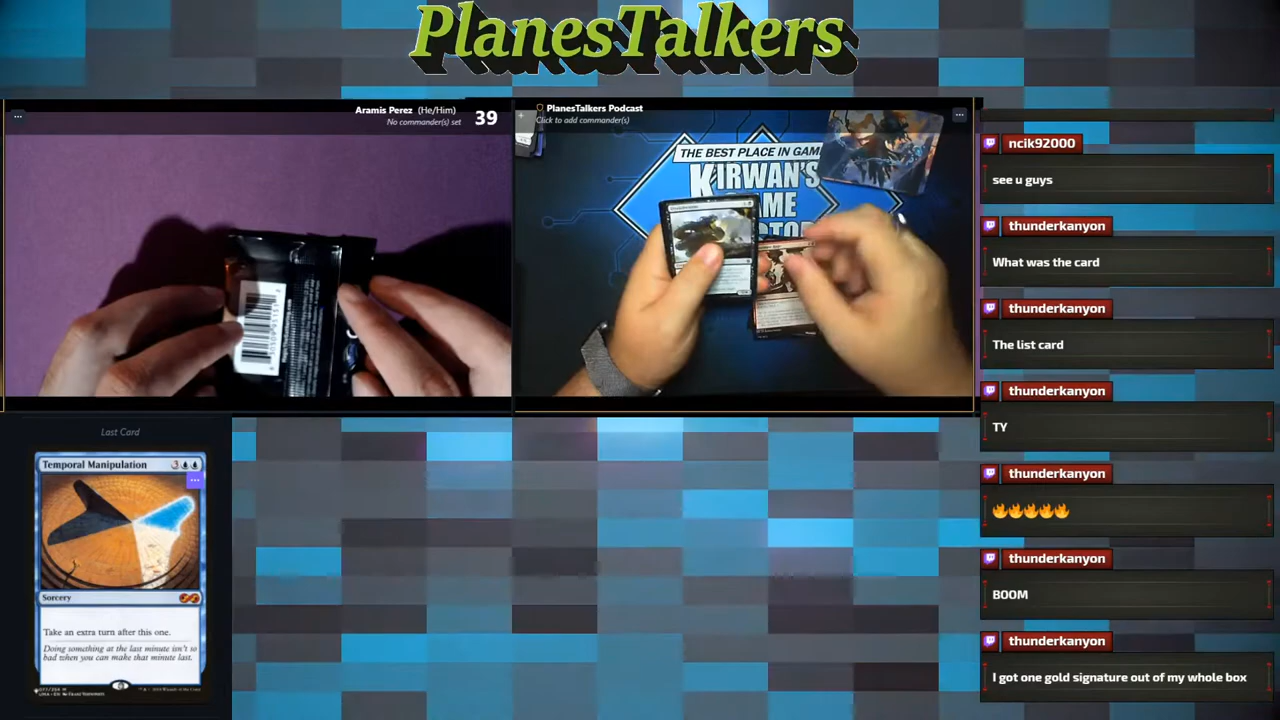 PlanesTalkers
Aramis Perez (He/Him)
No commander(s) set
39
PlanesTalkers Podcast
Click to add commander(s)
THE BEST PLACE IN GAM
KIRWAN'S
AME
Last Card
Temporal Manipulation 3
Sorcery
Take an extra turn after this one.
Doing something at the last minute isn't so
bad when you can make that minute last.
ncik92000
see u guys
thunderkanyon
What was the card
thunderkanyon
The list card
thunderkanyon
TY
thunderkanyon
🔥🔥🔥🔥🔥
thunderkanyon
BOOM
thunderkanyon
I got one gold signature out of my whole box